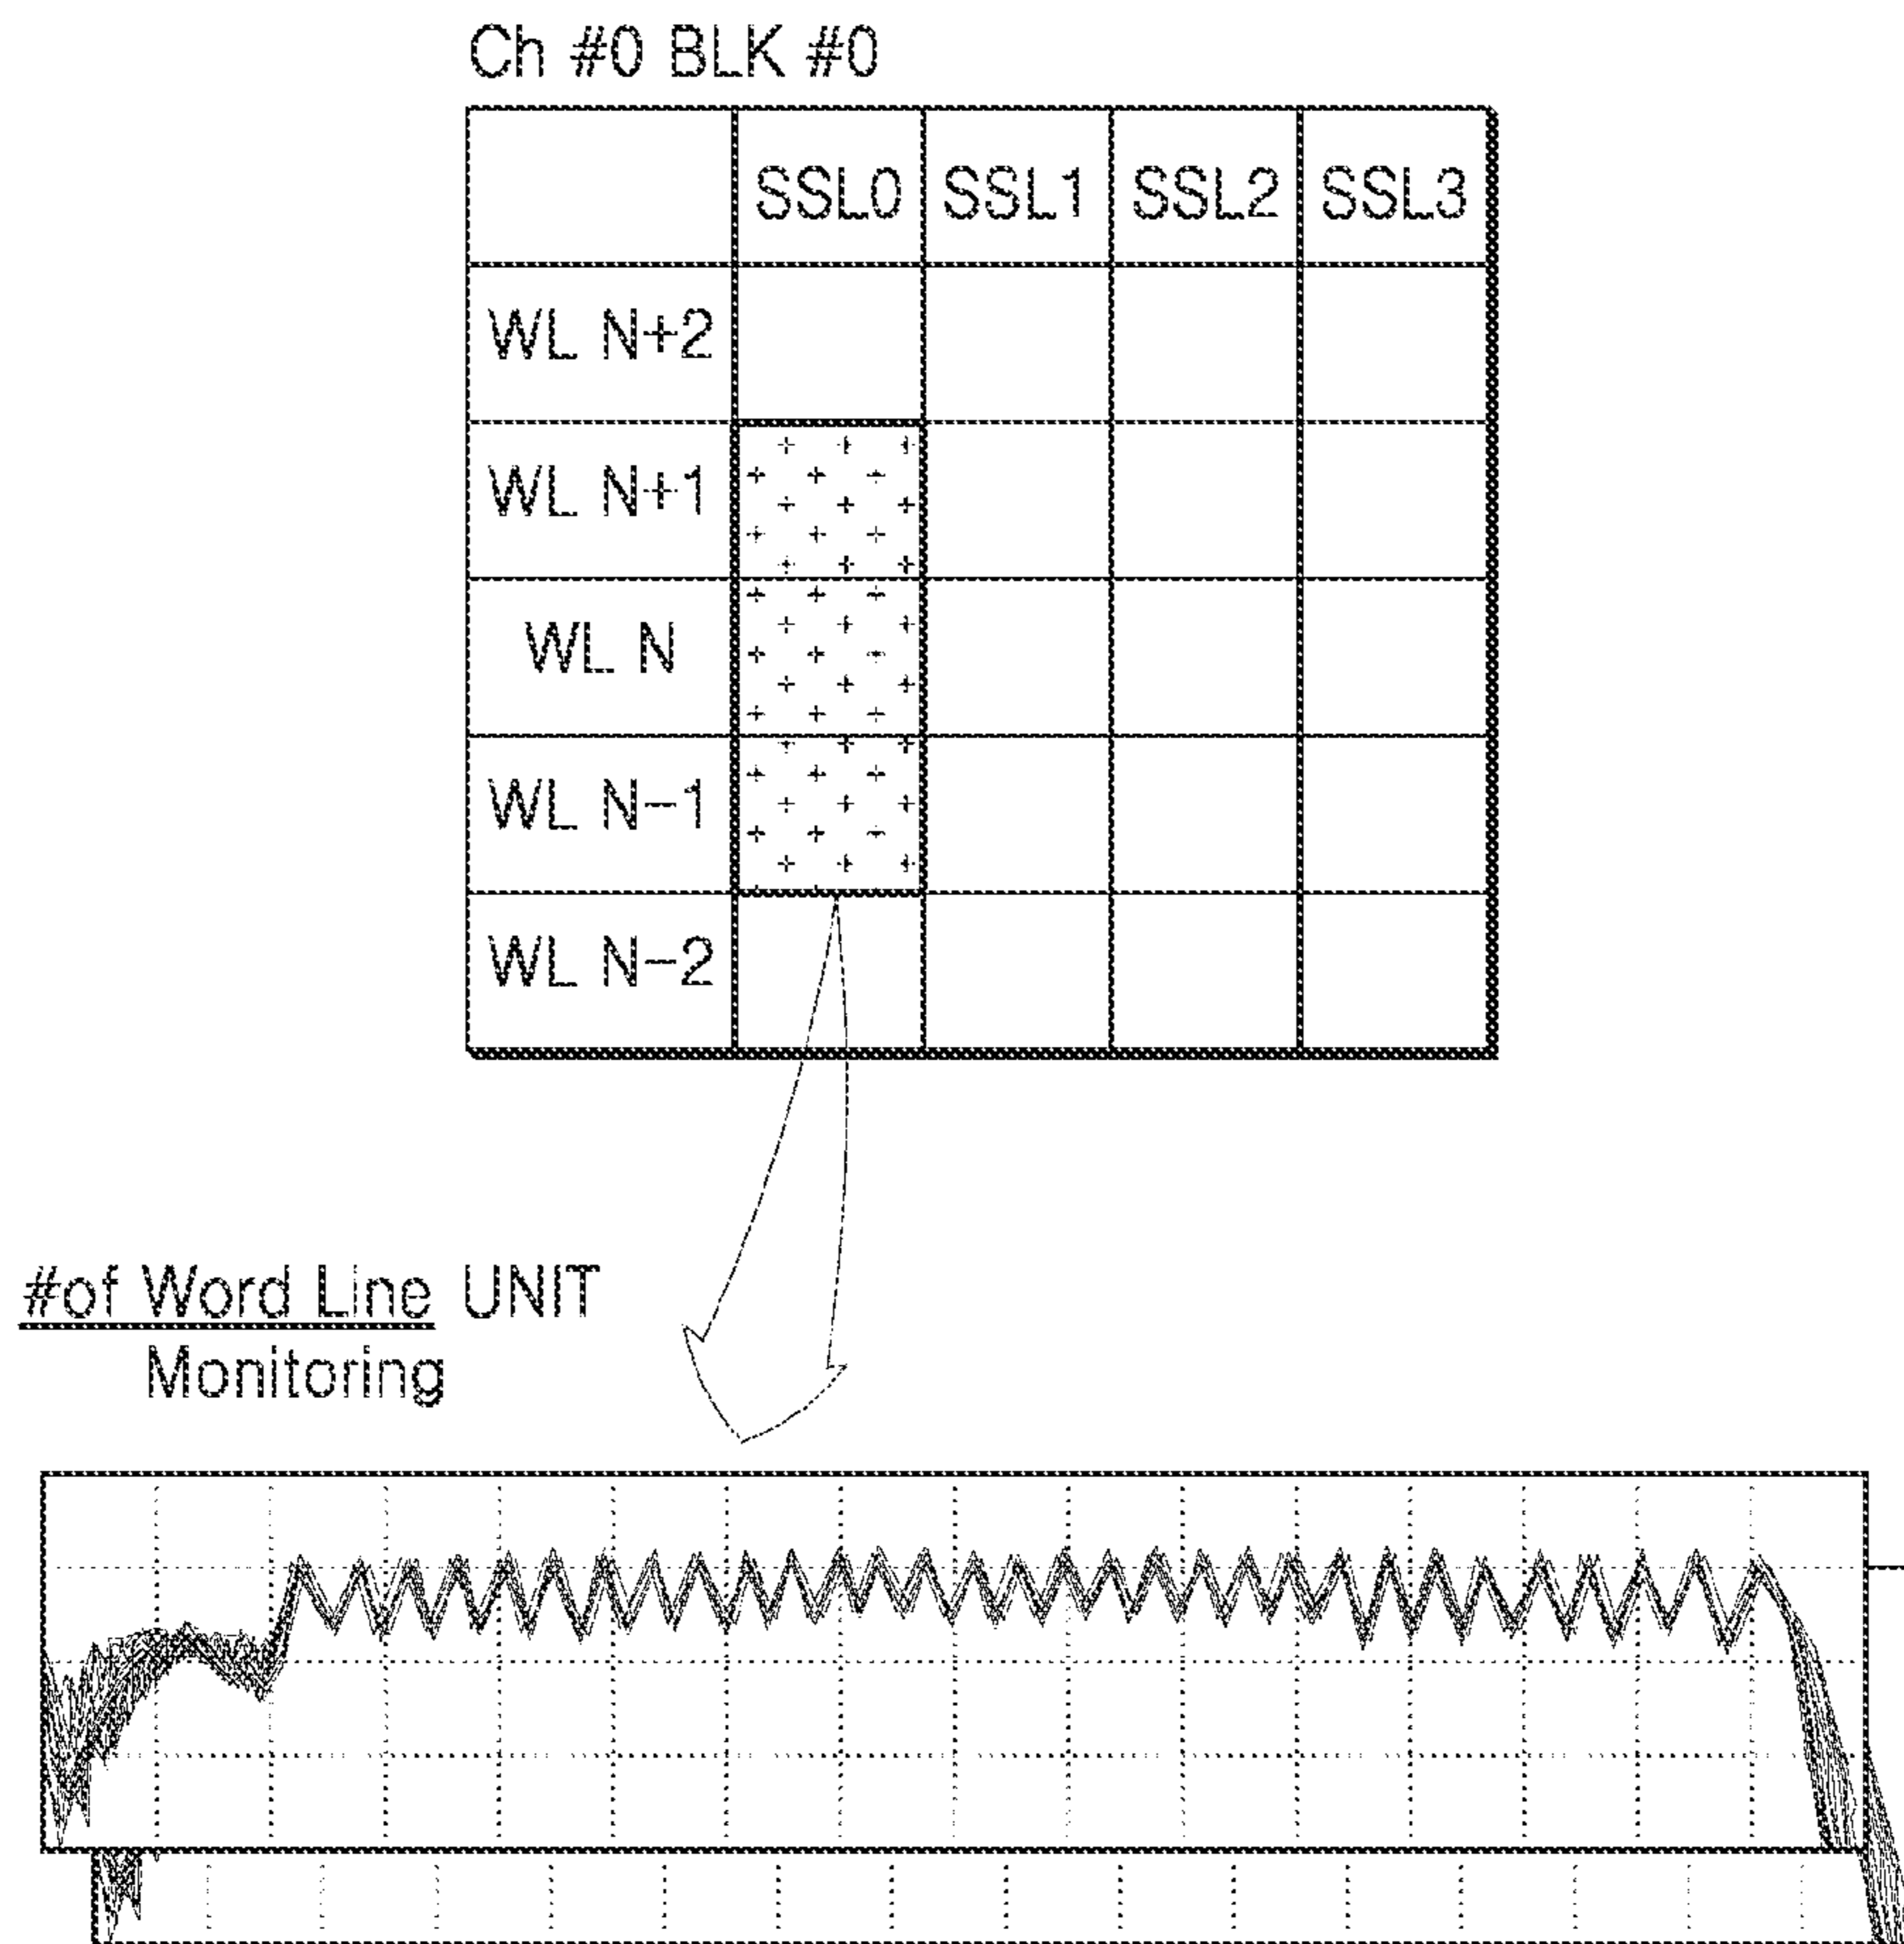 Ch #0 BLK #0
SSL0 SSL1 SSL2 SSL3
WL N+2
WL N+1
WL N
WL N-1
WL N-2
#of Word Line UNIT
Monitoring